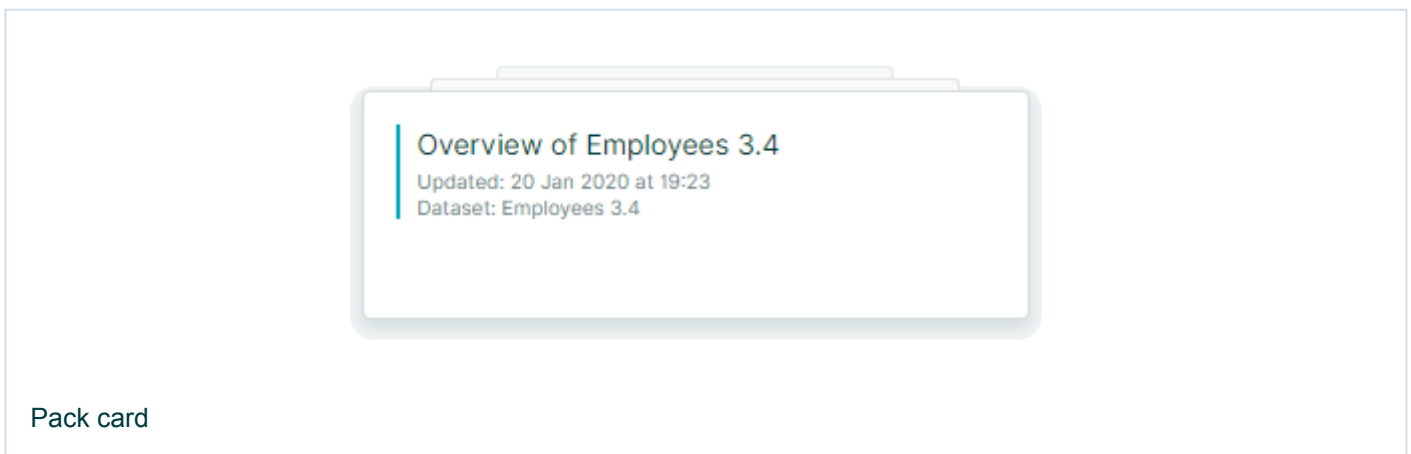 Overview of Employees 3.4
Updated: 20 Jan 2020 at 19:23
Dataset: Employees 3.4
Pack card